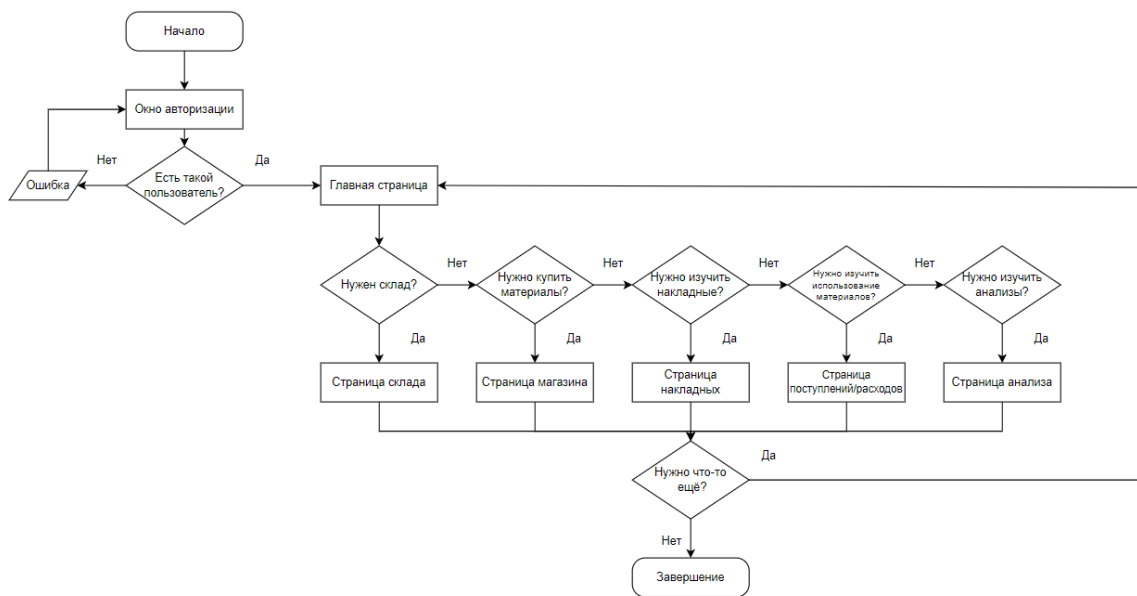 Начало
Окно авторизации
Нет
Да
Есть такой
пользователь?
Ошибка
Главная страница
Нет
Нет
Нет
Нет
Нужен склад?
Нужно купить
материалы?
Нужно изучить
накладные?
Нужно изучить
использование
материалов?
Нужно изучить
анализы?
Да
Да
Да
Да
Да
Страница склада
Страница магазина
Страница
накладных
Страница
поступлений/расходов
Страница анализа
Да
Нужно что-то
ещё?
Нет
Завершение